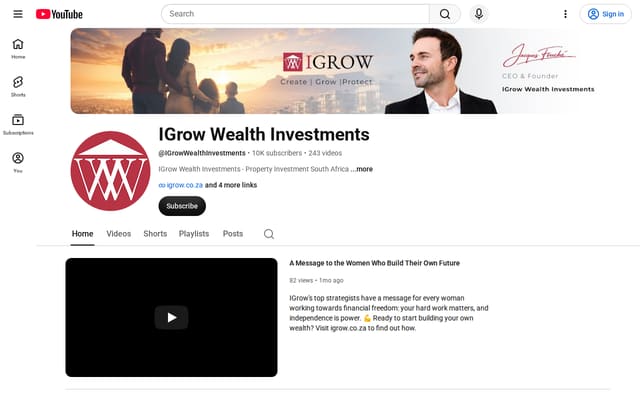 YouTube
Search
Sign in
Home
Shorts
Subscriptions
You
IGROW
Create | Grow | Protect
Jacques Fouché
CEO & Founder
IGrow Wealth Investments
IGrow Wealth Investments
@IGrowWealthInvestments • 10K subscribers • 243 videos
IGrow Wealth Investments - Property Investment South Africa ...more
igrow.co.za and 4 more links
Subscribe
Home Videos Shorts Playlists Posts
A Message to the Women Who Build Their Own Future
82 views • 1mo ago
IGrow's top strategists have a message for every woman
working towards financial freedom: your hard work matters, and
independence is power. 💪 Ready to start building your own
wealth? Visit igrow.co.za to find out how.